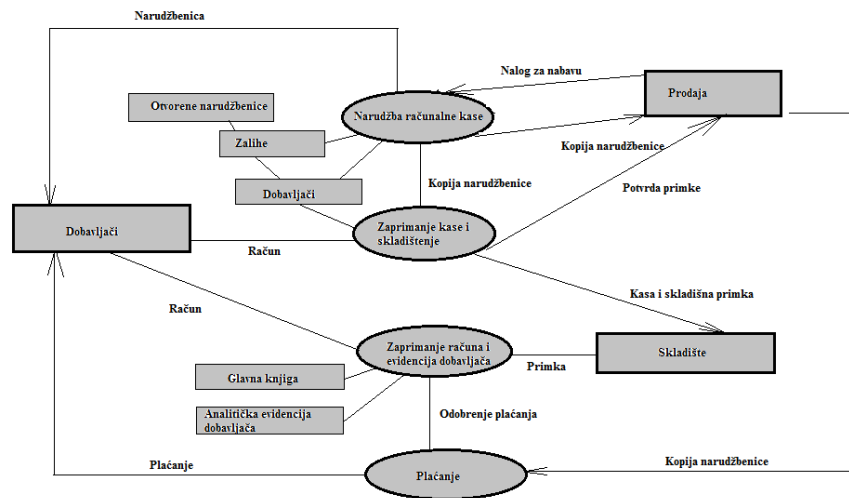 Narudžbenica
Nalog za nabavu
Otvorene narudžbenice
Narudžba računalne kase
Prodaja
Zalihe
Kopija narudžbenice
Dobavljači
Kopija narudžbenice
Potvrda primke
Dobavljači
Zaprimanje kase i
skladištenje
Račun
Kasa i skladišna primka
Račun
Zaprimanje računa i
evidencija dobavljača
Skladište
Primka
Glavna knjiga
Analitička evidencija
dobavljača
Odobrenje plaćanja
Plaćanje
Plaćanje
Kopija narudžbenice